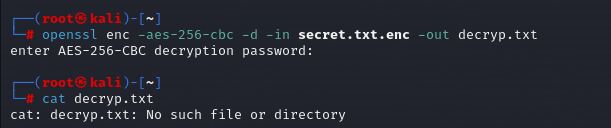 ┌──(root㉿kali)-[~]
└─# openssl enc -aes-256-cbc -d -in secret.txt.enc -out decryp.txt
enter AES-256-CBC decryption password:
┌──(root㉿kali)-[~]
└─# cat decryp.txt
cat: decryp.txt: No such file or directory